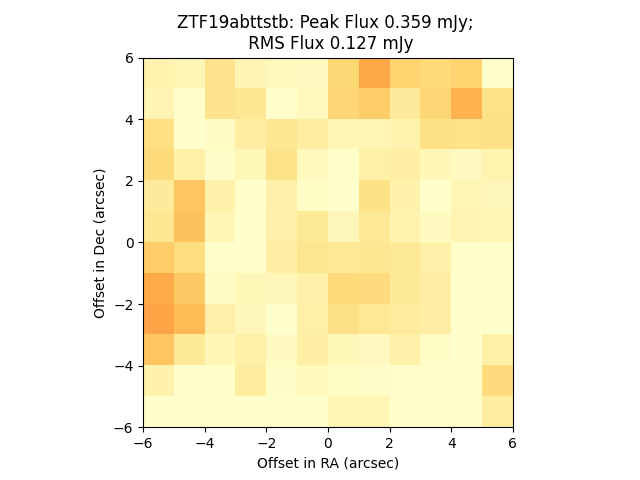 ZTF19abttstb: Peak Flux 0.359 mJy;
RMS Flux 0.127 mJy
6
4
2
0
−2
−4
−6
Offset in Dec (arcsec)
−6 −4 −2 0 2 4 6
Offset in RA (arcsec)